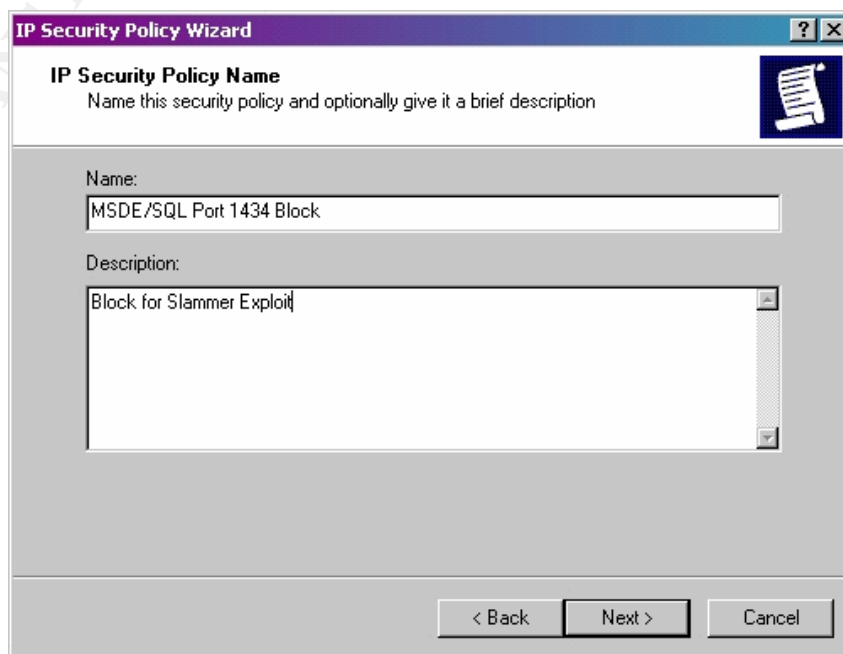 IP Security Policy Wizard
IP Security Policy Name
Name this security policy and optionally give it a brief description
Name:
MSDE/SQL Port 1434 Block
Description:
Block for Slammer Exploit
< Back
Next >
Cancel